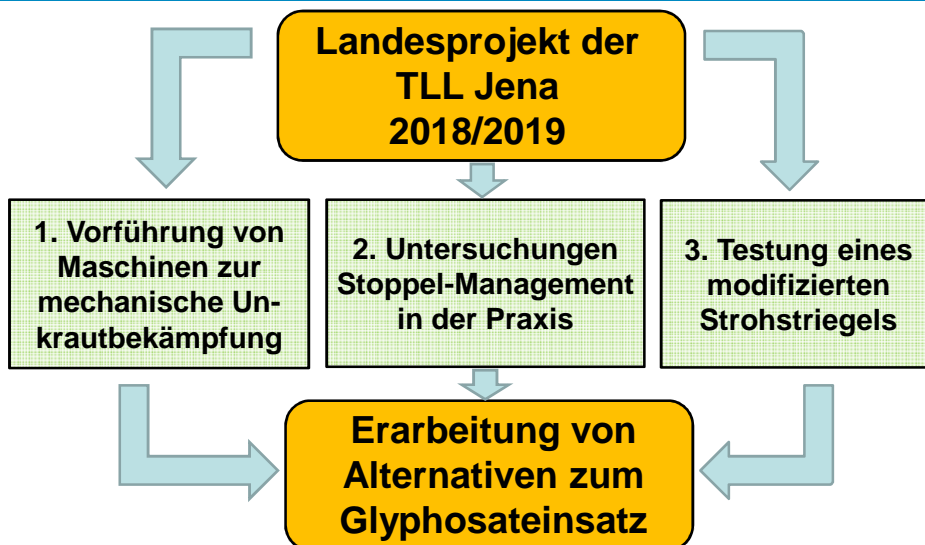 Landesprojekt der
TLL Jena
2018/2019
1. Vorführung von
Maschinen zur
mechanische Un-
krautbekämpfung
2. Untersuchungen
Stoppel-Management
in der Praxis
3. Testung eines
modifizierten
Strohstriegels
Erarbeitung von
Alternativen zum
Glyphosateinsatz